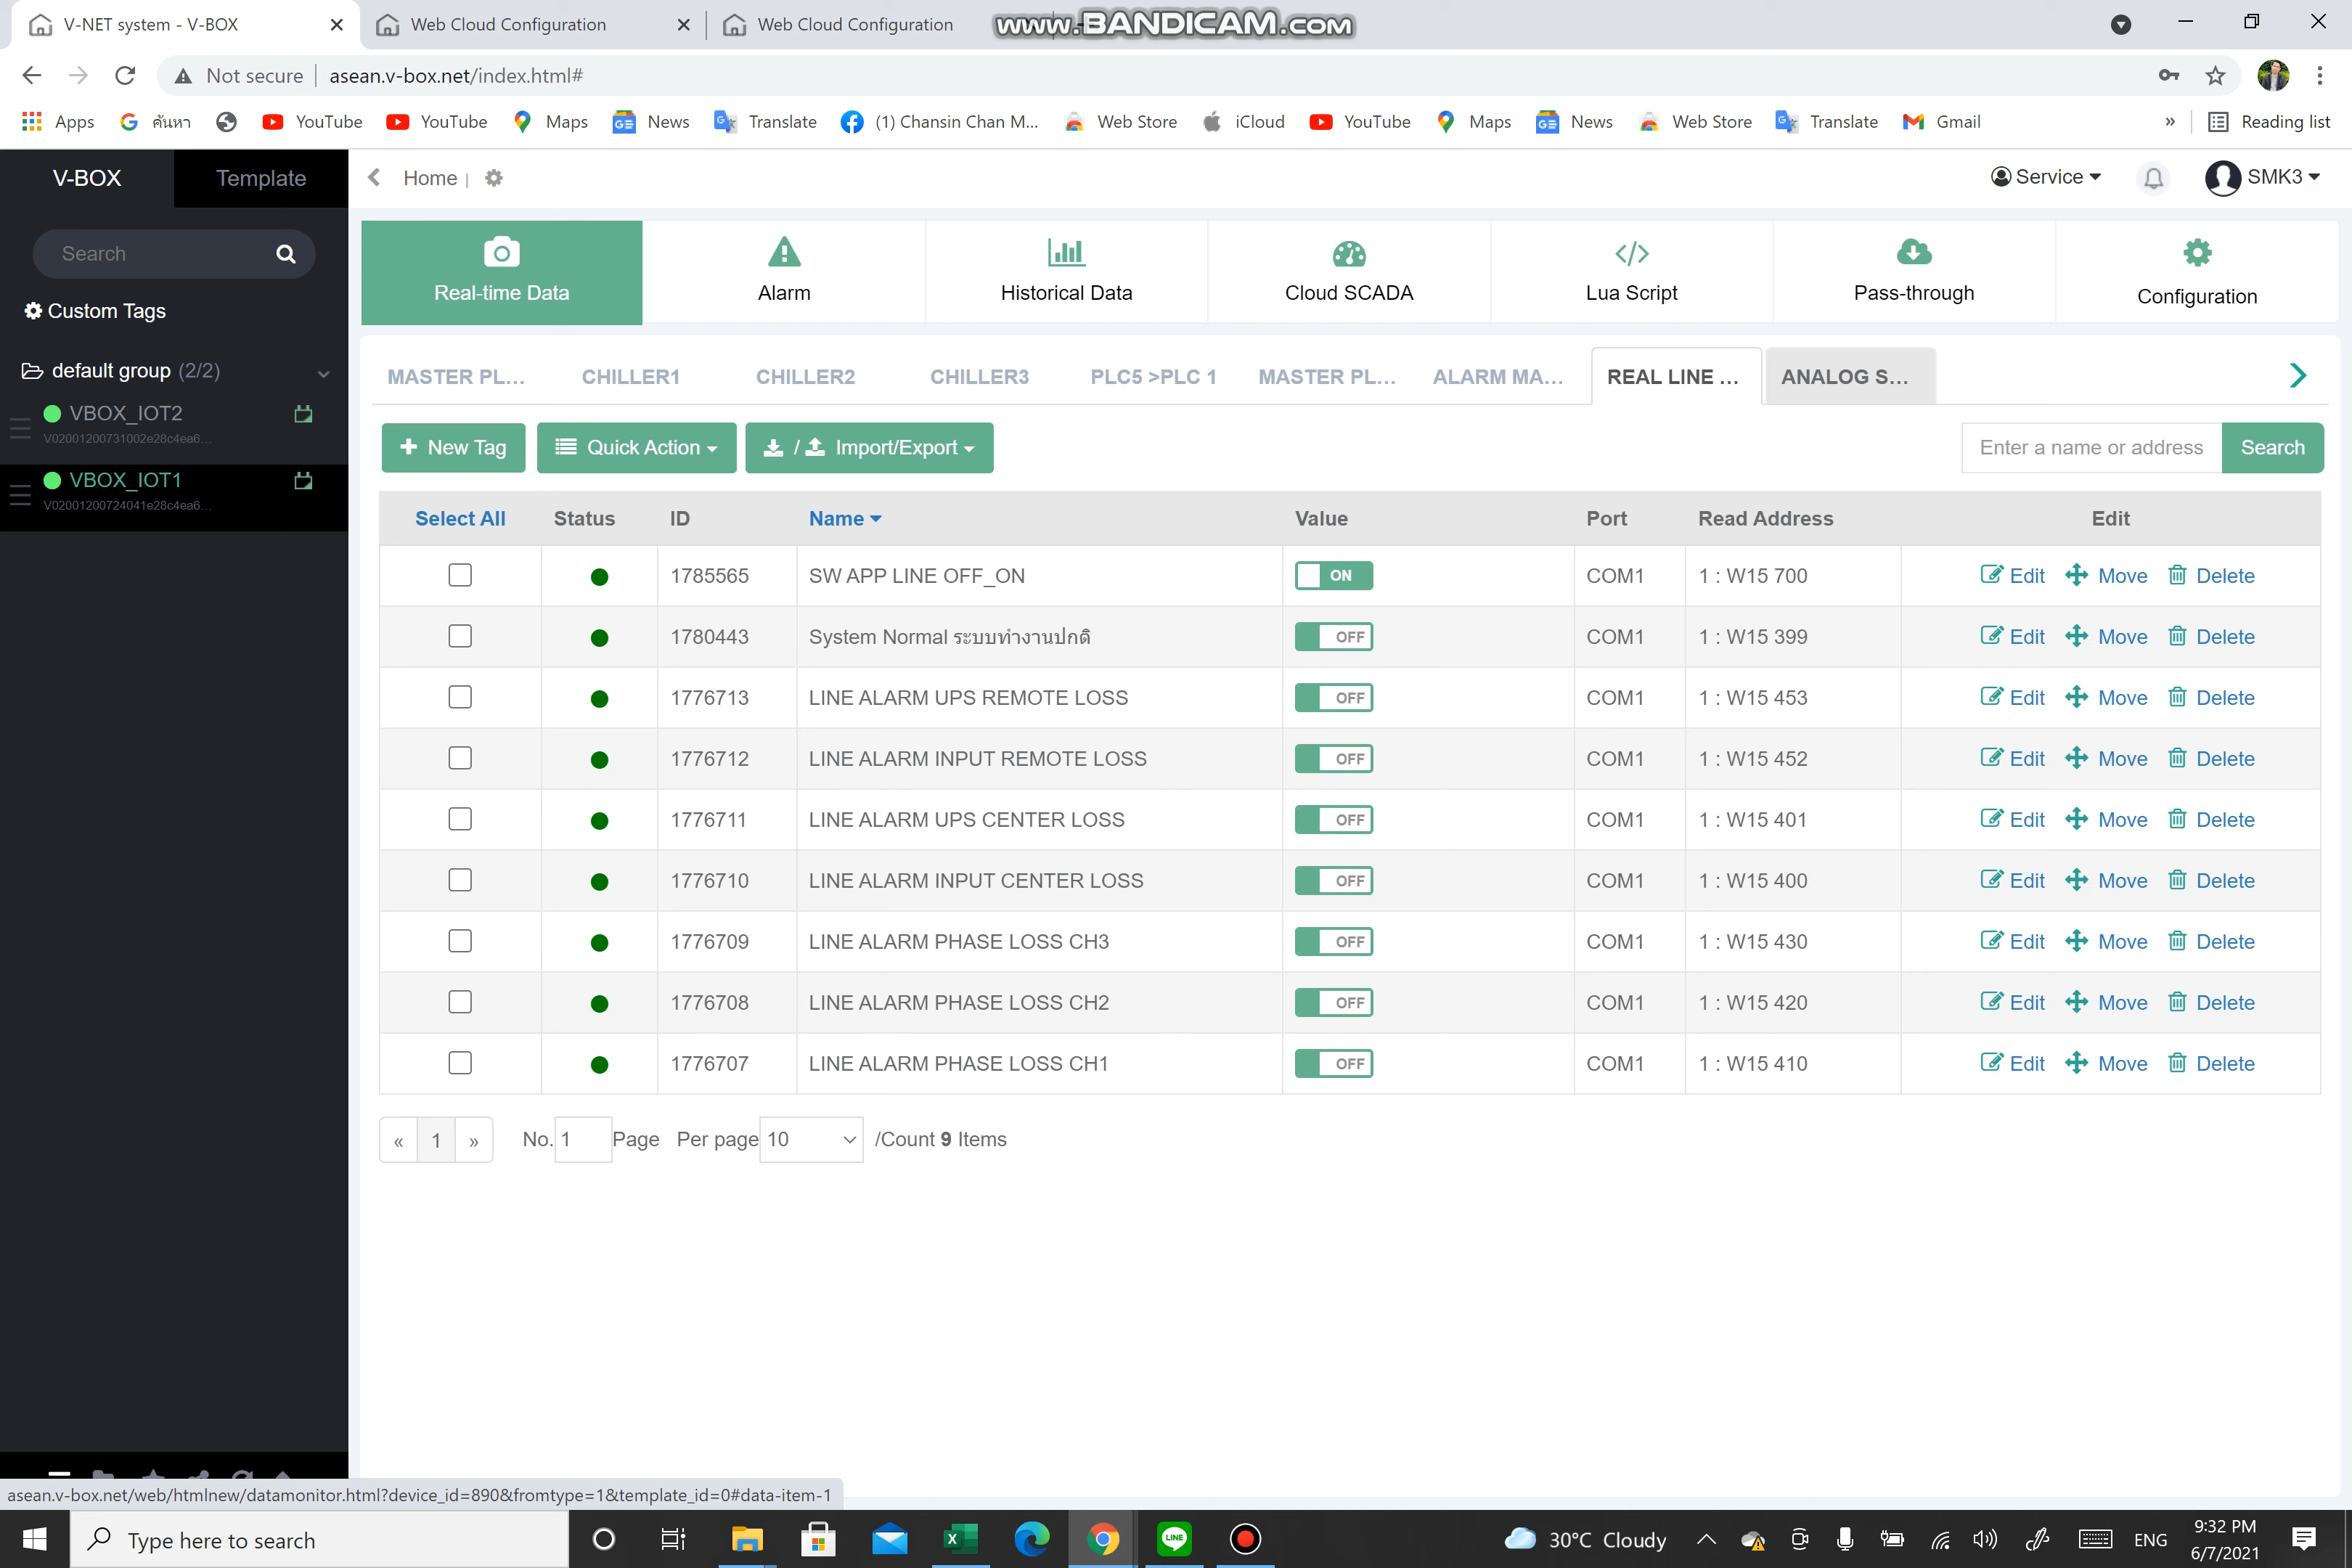 V-NET system - V-BOX
Web Cloud Configuration
Web Cloud Configuration
www.BANDICAM.com
Not secure
asean.v-box.net/index.html#
Apps
ค้นหา
YouTube
YouTube
Maps
News
Translate
(1) Chansin Chan M...
Web Store
iCloud
YouTube
Maps
News
Web Store
Translate
Gmail
»
Reading list
V-BOX
Template
Home |
Service
SMK3
Search
Custom Tags
default group (2/2)
VBOX_IOT2
V02001200731002e28c4ea6...
VBOX_IOT1
V02001200724041e28c4ea6...
Real-time Data
Alarm
Historical Data
Cloud SCADA
Lua Script
Pass-through
Configuration
MASTER PL...
CHILLER1
CHILLER2
CHILLER3
PLC5 >PLC 1
MASTER PL...
ALARM MA...
REAL LINE ...
ANALOG S...
+ New Tag
Quick Action
/ Import/Export
Enter a name or address
Search
Select All Status ID Name Value Port Read Address Edit
1785565 SW APP LINE OFF_ON ON COM1 1 : W15 700 Edit Move Delete
1780443 System Normal ระบบทำงานปกติ OFF COM1 1 : W15 399 Edit Move Delete
1776713 LINE ALARM UPS REMOTE LOSS OFF COM1 1 : W15 453 Edit Move Delete
1776712 LINE ALARM INPUT REMOTE LOSS OFF COM1 1 : W15 452 Edit Move Delete
1776711 LINE ALARM UPS CENTER LOSS OFF COM1 1 : W15 401 Edit Move Delete
1776710 LINE ALARM INPUT CENTER LOSS OFF COM1 1 : W15 400 Edit Move Delete
1776709 LINE ALARM PHASE LOSS CH3 OFF COM1 1 : W15 430 Edit Move Delete
1776708 LINE ALARM PHASE LOSS CH2 OFF COM1 1 : W15 420 Edit Move Delete
1776707 LINE ALARM PHASE LOSS CH1 OFF COM1 1 : W15 410 Edit Move Delete
« 1 » No. 1 Page Per page 10 /Count 9 Items
asean.v-box.net/web/htmlnew/datamonitor.html?device_id=890&fromtype=1&template_id=0#data-item-1
Type here to search
LINE
30°C Cloudy
ENG
9:32 PM
6/7/2021